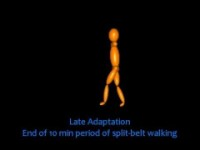 Late Adaptation
End of 10 min period of split-belt walking